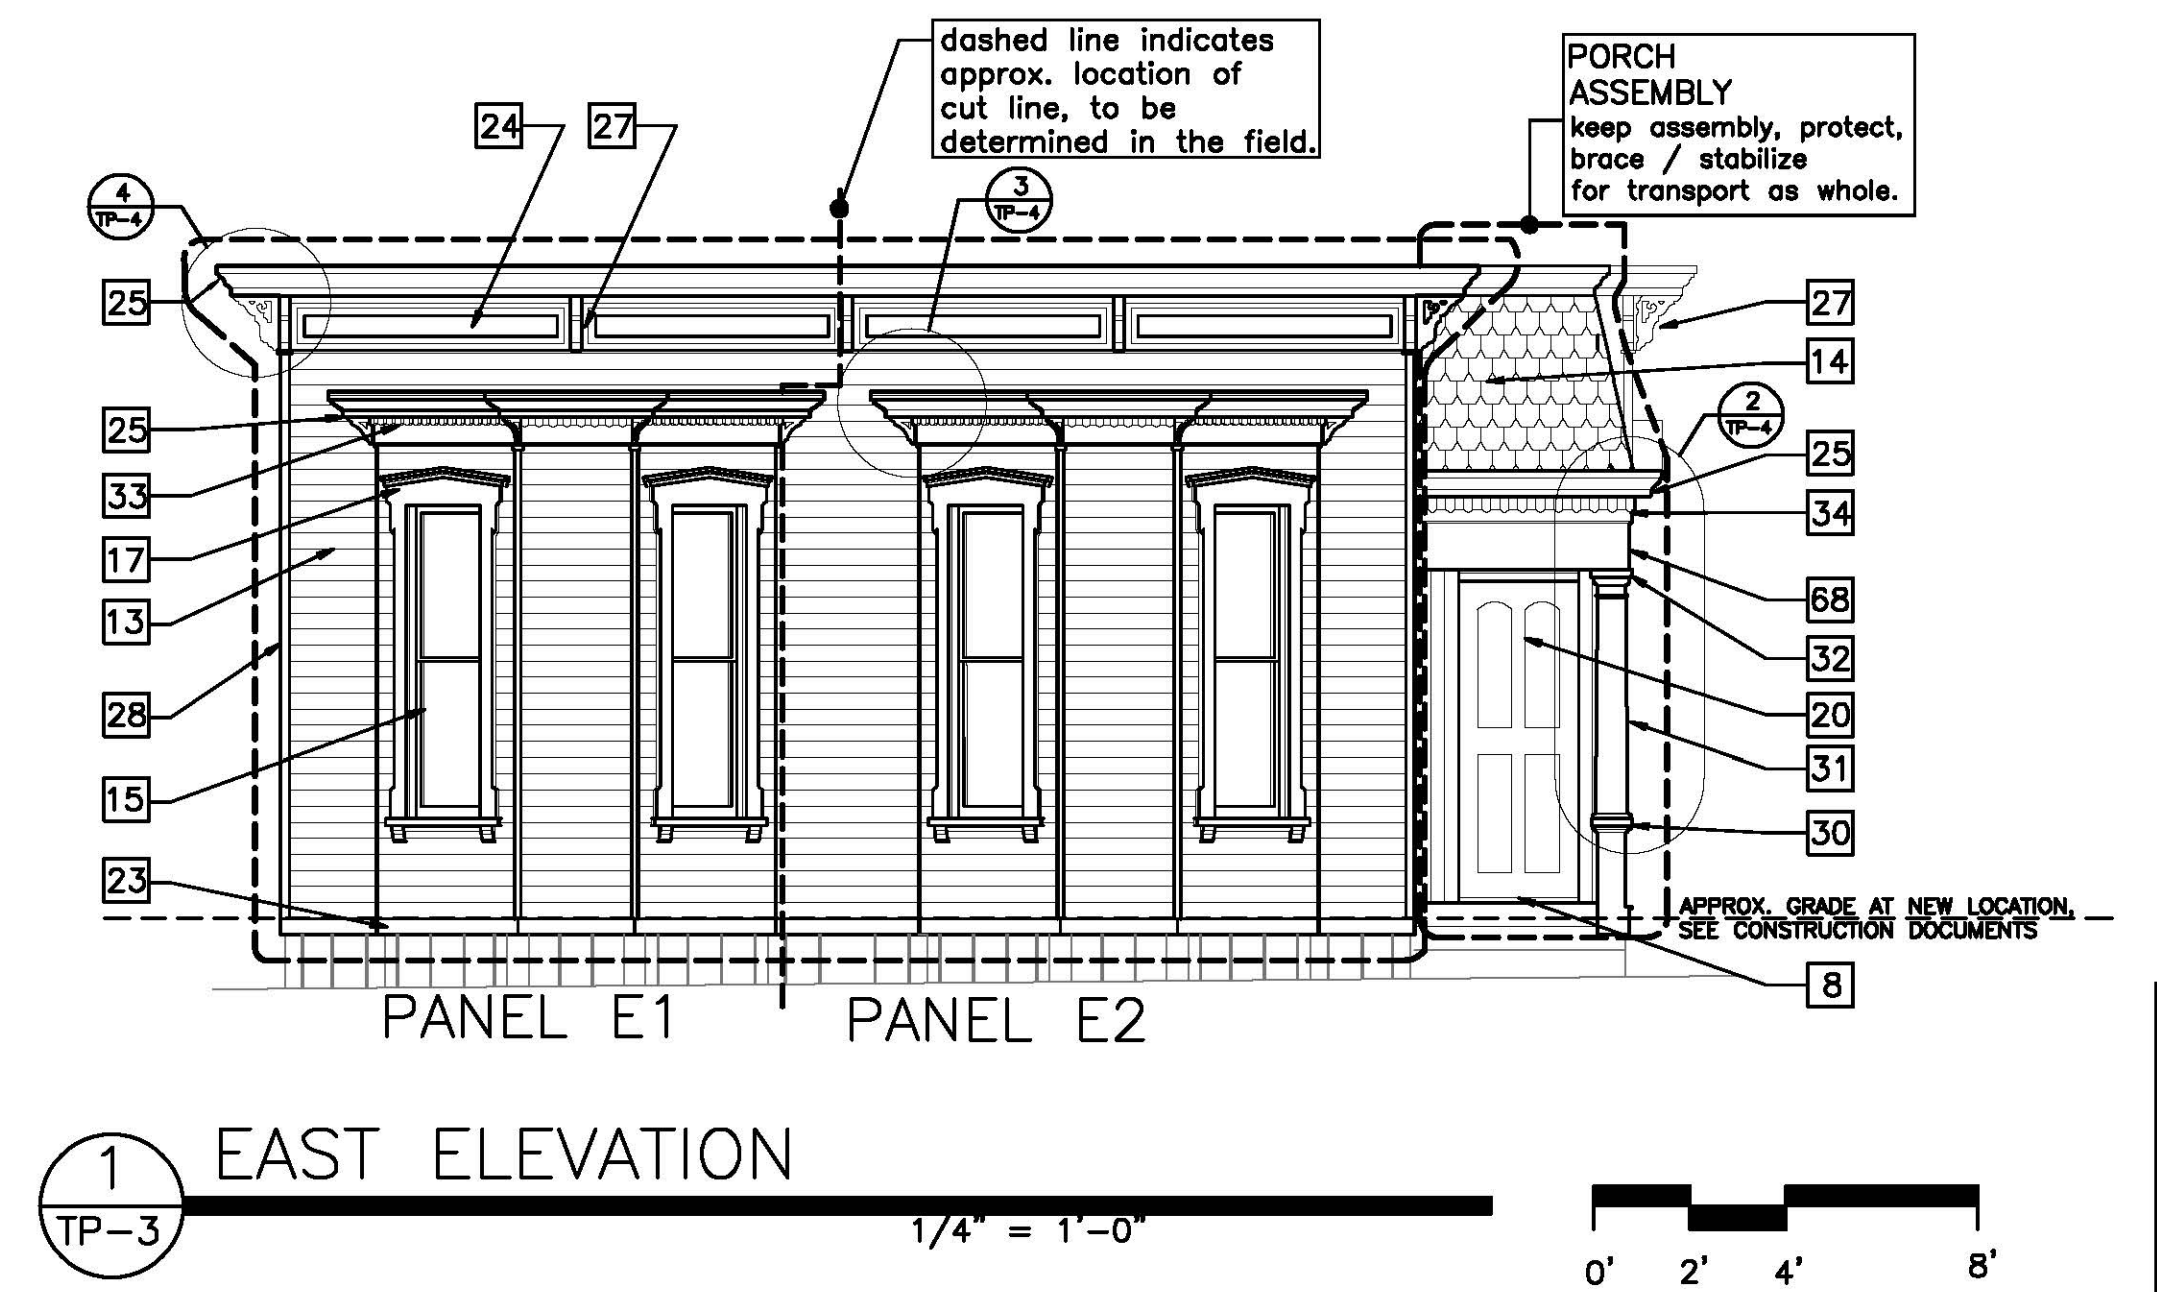 dashed line indicates
approx. location of
cut line, to be
determined in the field.
PORCH
ASSEMBLY
keep assembly, protect,
brace / stabilize
for transport as whole.
24
27
4
TP-4
3
TP-4
25
25
33
17
13
28
15
23
27
14
2
TP-4
25
34
68
32
20
31
30
APPROX. GRADE AT NEW LOCATION,
SEE CONSTRUCTION DOCUMENTS
8
PANEL E1
PANEL E2
1
TP-3
EAST ELEVATION
1/4" = 1'-0"
0' 2' 4' 8'